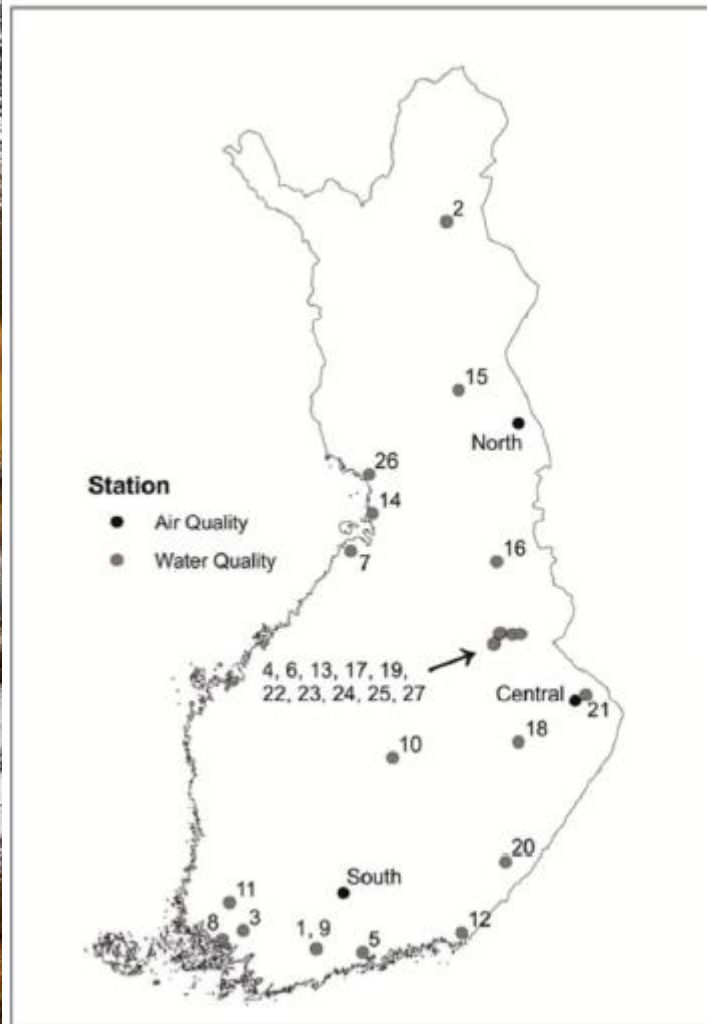 2
15
North
26
Station
14
Air Quality
Water Quality
7
16
4, 6, 13, 17, 19,
22, 23, 24, 25, 27
Central
21
18
10
20
South
11
3
8
1, 9
5
12